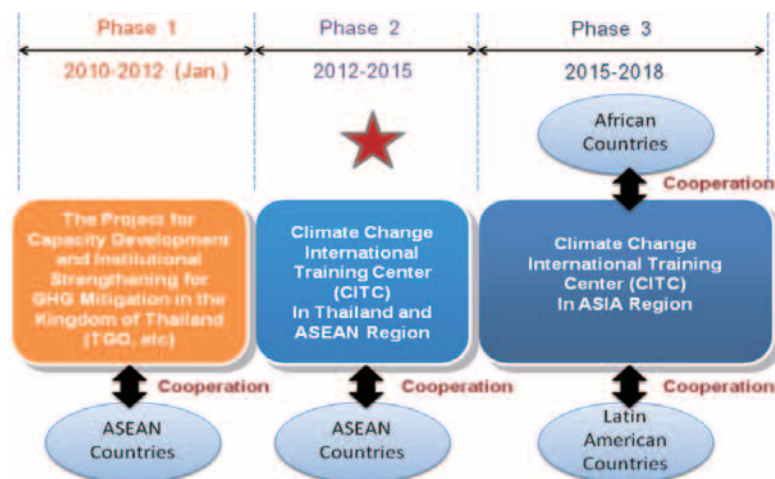 Phase 1
Phase 2
Phase 3
2010-2012 (Jan.)
2012-2015
2015-2018
African
Countries
Cooperation
The Project for
Capacity Development
and Institutional
Strengthening for
GHG Mitigation in the
Kingdom of Thailand
(TGO, etc)
Climate Change
International
Training Center
(CITC)
In Thailand and
ASEAN Region
Climate Change
International Training
Center (CITC)
In ASIA Region
Cooperation
Cooperation
Cooperation
ASEAN
Countries
ASEAN
Countries
Latin
American
Countries